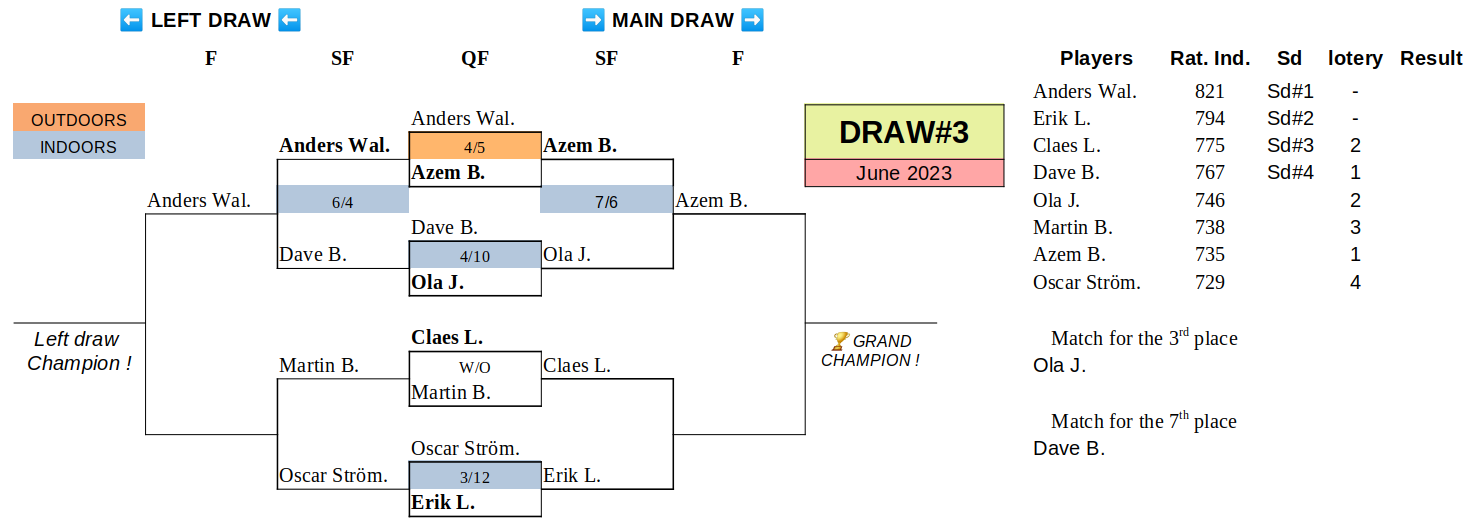 ⬅️ LEFT DRAW ⬅️ ➡️ MAIN DRAW ➡️
F SF QF SF F Players Rat. Ind. Sd lotery Result
Anders Wal. 821 Sd#1 -
OUTDOORS Anders Wal. Erik L. 794 Sd#2 -
INDOORS Anders Wal. 4/5 Azem B. DRAW#3 Claes L. 775 Sd#3 2
Azem B. June 2023 Dave B. 767 Sd#4 1
Anders Wal. 6/4 7/6 Azem B. Ola J. 746 2
Dave B. Martin B. 738 3
Dave B. 4/10 Ola J. Azem B. 735 1
Ola J. Oscar Ström. 729 4
Left draw Claes L. 🏆 GRAND Match for the 3rd place
Champion ! Martin B. W/O Claes L. CHAMPION ! Ola J.
Martin B.
Oscar Ström. Match for the 7th place
Oscar Ström. 3/12 Erik L. Dave B.
Erik L.